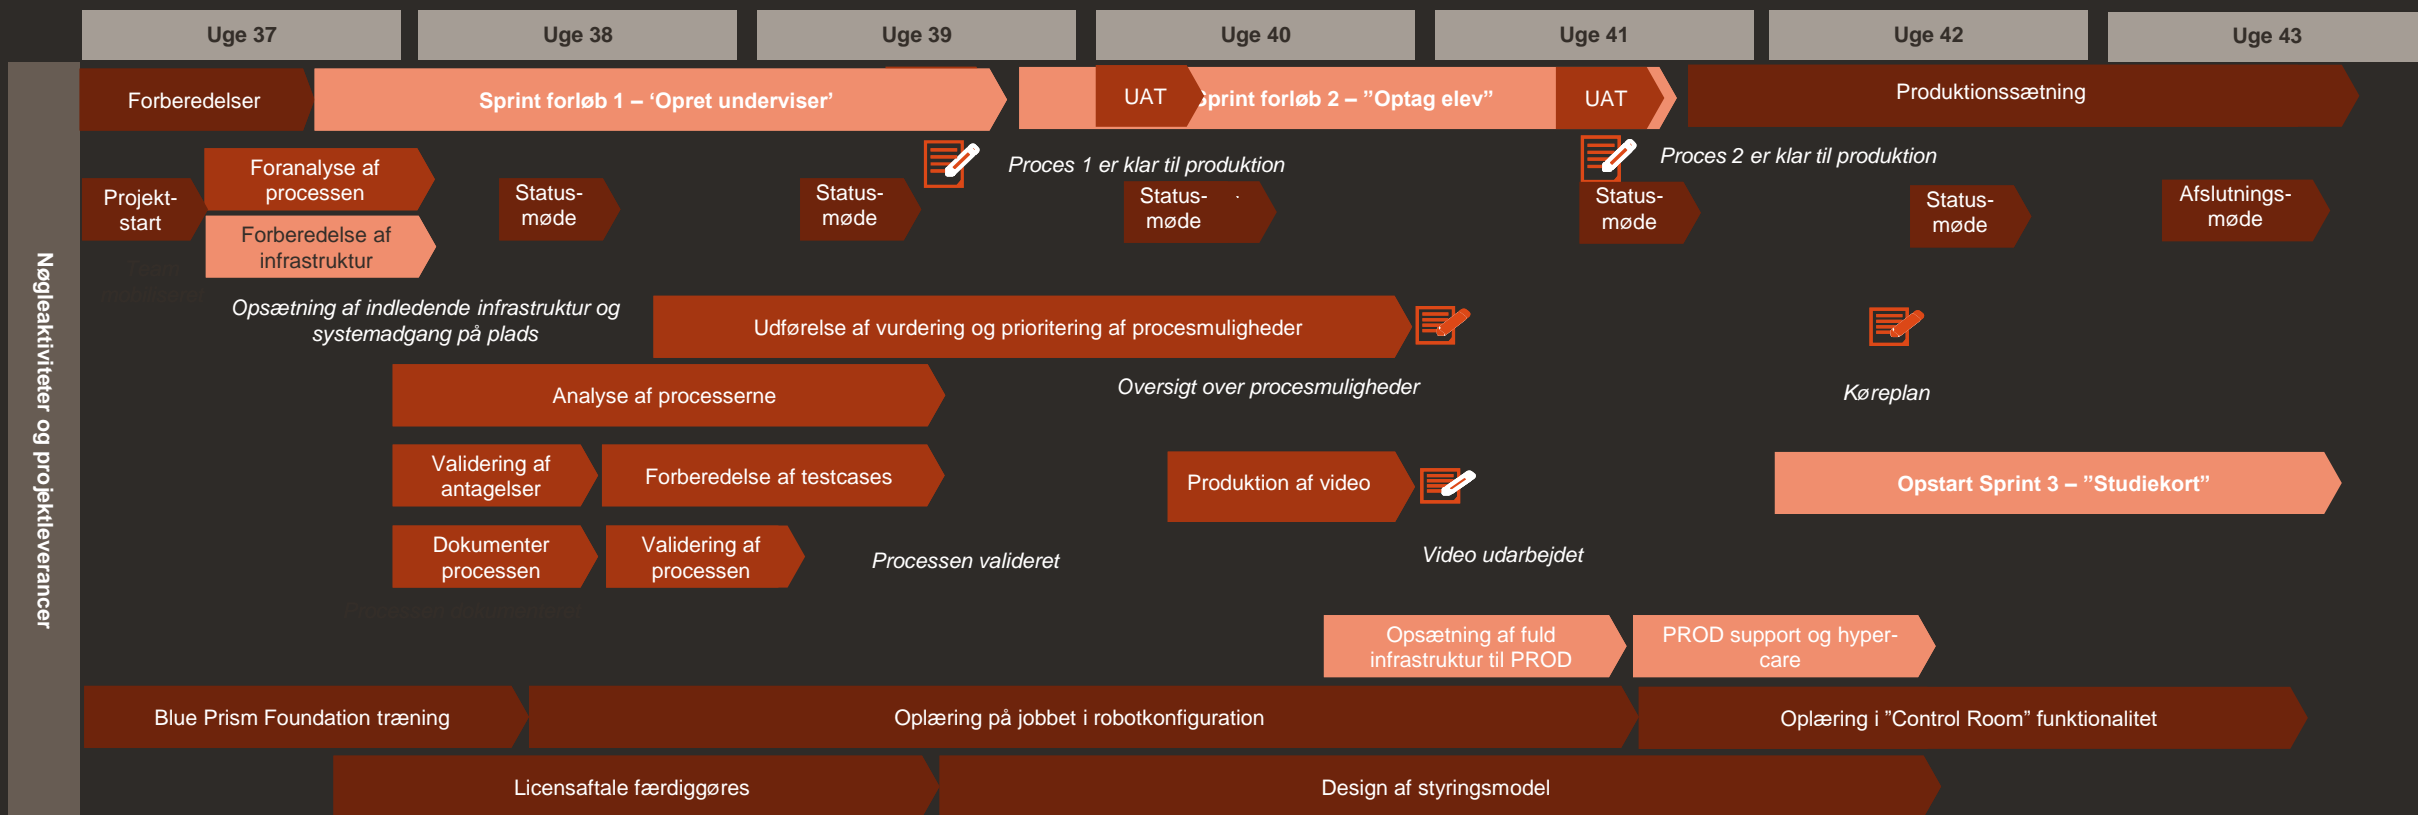 Uge 37
Uge 38
Uge 39
Uge 40
Uge 41
Uge 42
Uge 43
Nøgleaktiviteter og projektleverancer
Forberedelser
Sprint forløb 1 – ‘Opret underviser’
UAT
Sprint forløb 2 – ”Optag elev”
UAT
Produktionssætning
Proces 1 er klar til produktion
Proces 2 er klar til produktion
Projekt-
start
Foranalyse af
processen
Forberedelse af
infrastruktur
Status-
møde
Status-
møde
Status-
møde
Status-
møde
Status-
møde
Afslutnings-
møde
Opsætning af indledende infrastruktur og
systemadgang på plads
Udførelse af vurdering og prioritering af procesmuligheder
Oversigt over procesmuligheder
Køreplan
Analyse af processerne
Validering af
antagelser
Forberedelse af testcases
Produktion af video
Opstart Sprint 3 – ”Studiekort”
Dokumenter
processen
Validering af
processen
Processen valideret
Video udarbejdet
Opsætning af fuld
infrastruktur til PROD
PROD support og hyper-
care
Blue Prism Foundation træning
Oplæring på jobbet i robotkonfiguration
Oplæring i ”Control Room” funktionalitet
Licensaftale færdiggøres
Design af styringsmodel